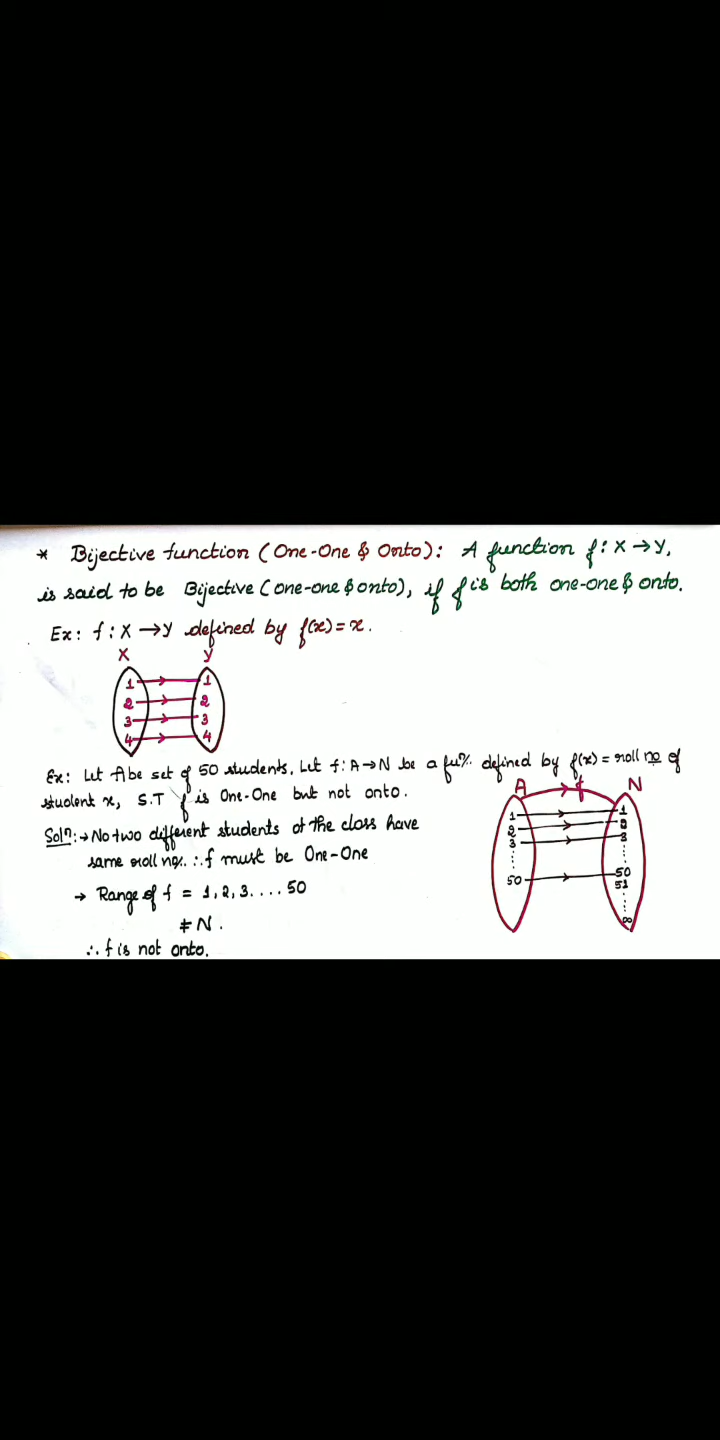 * Bijective function (One-One & Onto): A function f: X → Y,
is said to be Bijective (one-one & onto), if f is both one-one & onto.
Ex: f: X → Y defined by f(x) = x.
X Y
1 1
2 2
3 3
4 4
Ex: Let A be set of 50 students. Let f: A → N be a fu% defined by f(x) = roll no of
student x, S.T f is One-One but not onto.
A f N
1 1
2 2
3 3
50 50
51
∞
Sol?: → No two different students of the class have
same roll no. ∴ f must be One-One
→ Range of f = 1, 2, 3. . . . 50
≠ N.
∴ f is not onto.